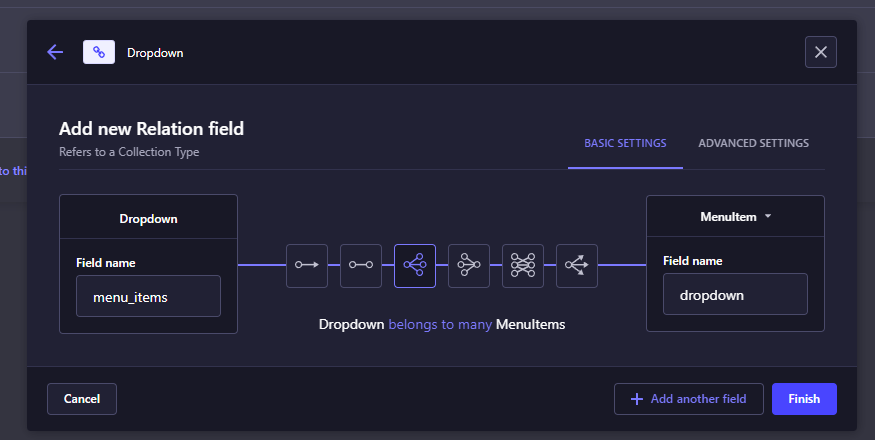 Dropdown
Add new Relation field
Refers to a Collection Type
BASIC SETTINGS
ADVANCED SETTINGS
to thi
Dropdown
Field name
menu_items
MenuItem
Field name
dropdown
Dropdown belongs to many MenuItems
Cancel
Add another field
Finish